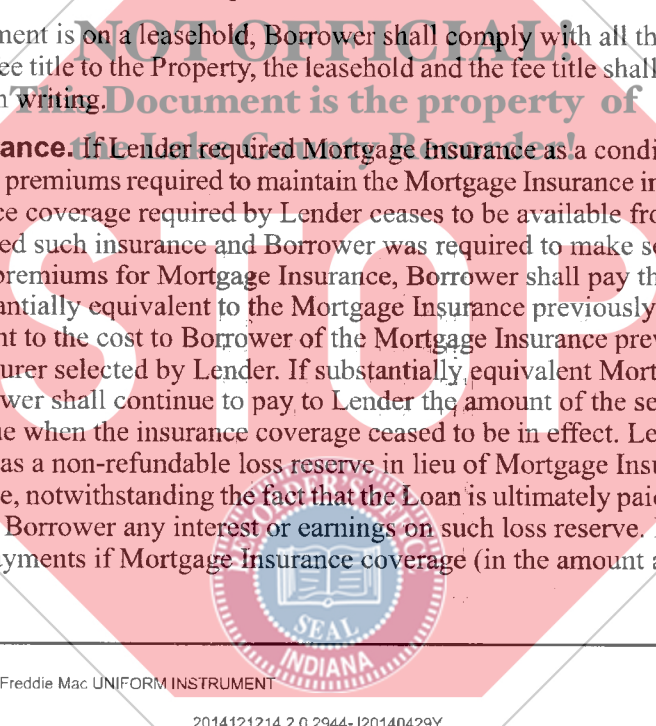 NOT OFFICIAL!
ment is on a leasehold, Borrower shall comply with all th
ee title to the Property, the leasehold and the fee title shall
n writing.
This Document is the property of
the Lake County Recorder!
ance. If Lender required Mortgage Insurance as a condi
premiums required to maintain the Mortgage Insurance in
ce coverage required by Lender ceases to be available fro
ed such insurance and Borrower was required to make se
premiums for Mortgage Insurance, Borrower shall pay th
antially equivalent to the Mortgage Insurance previously
nt to the cost to Borrower of the Mortgage Insurance prev
STOP
urer selected by Lender. If substantially equivalent Mort
wer shall continue to pay to Lender the amount of the se
ue when the insurance coverage ceased to be in effect. Le
as a non-refundable loss reserve in lieu of Mortgage Insu
e, notwithstanding the fact that the Loan is ultimately paid
Borrower any interest or earnings on such loss reserve.
ayments if Mortgage Insurance coverage (in the amount a
RECORDER'S OFFICE
SEAL
INDIANA
Freddie Mac UNIFORM INSTRUMENT